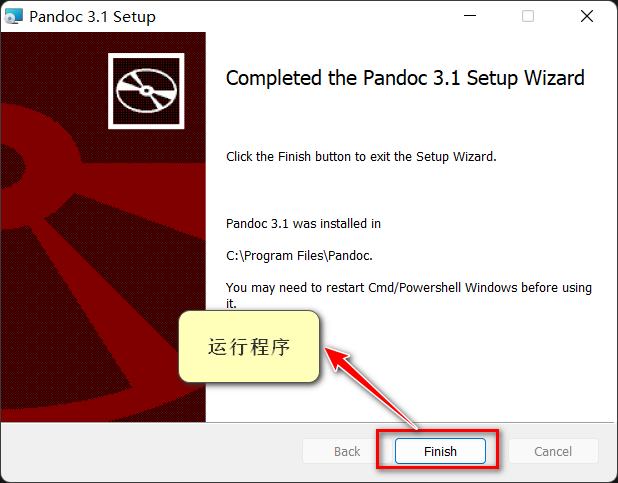 Pandoc 3.1 Setup
Completed the Pandoc 3.1 Setup Wizard
Click the Finish button to exit the Setup Wizard.
Pandoc 3.1 was installed in
C:\Program Files\Pandoc.
You may need to restart Cmd/Powershell Windows before using
it.
运行程序
Back
Finish
Cancel